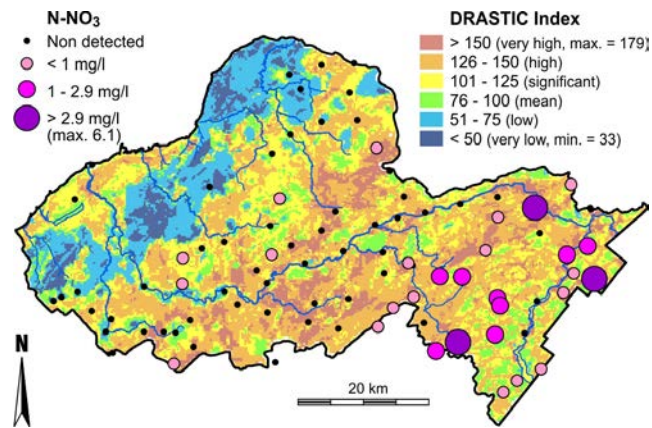 N-NO₃
Non detected
< 1 mg/l
1 - 2.9 mg/l
> 2.9 mg/l
(max. 6.1)
DRASTIC Index
> 150 (very high, max. = 179)
126 - 150 (high)
101 - 125 (significant)
76 - 100 (mean)
51 - 75 (low)
< 50 (very low, min. = 33)
N
20 km